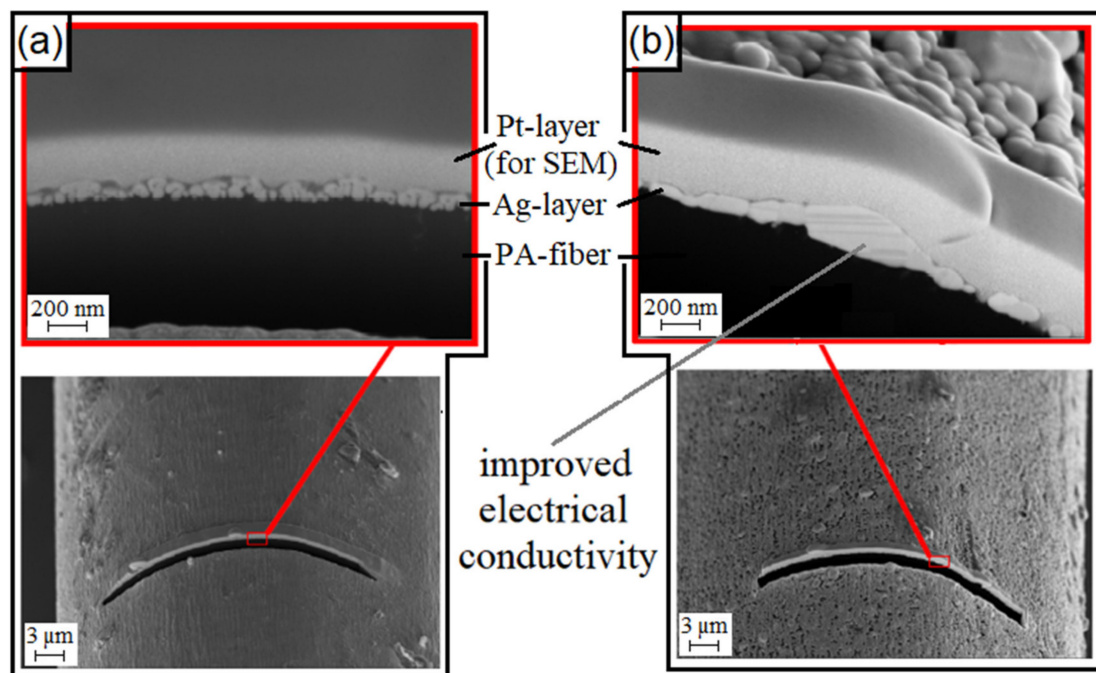 (a)
(b)
Pt-layer
(for SEM)
Ag-layer
PA-fiber
200 nm
200 nm
improved
electrical
conductivity
3 µm
3 µm